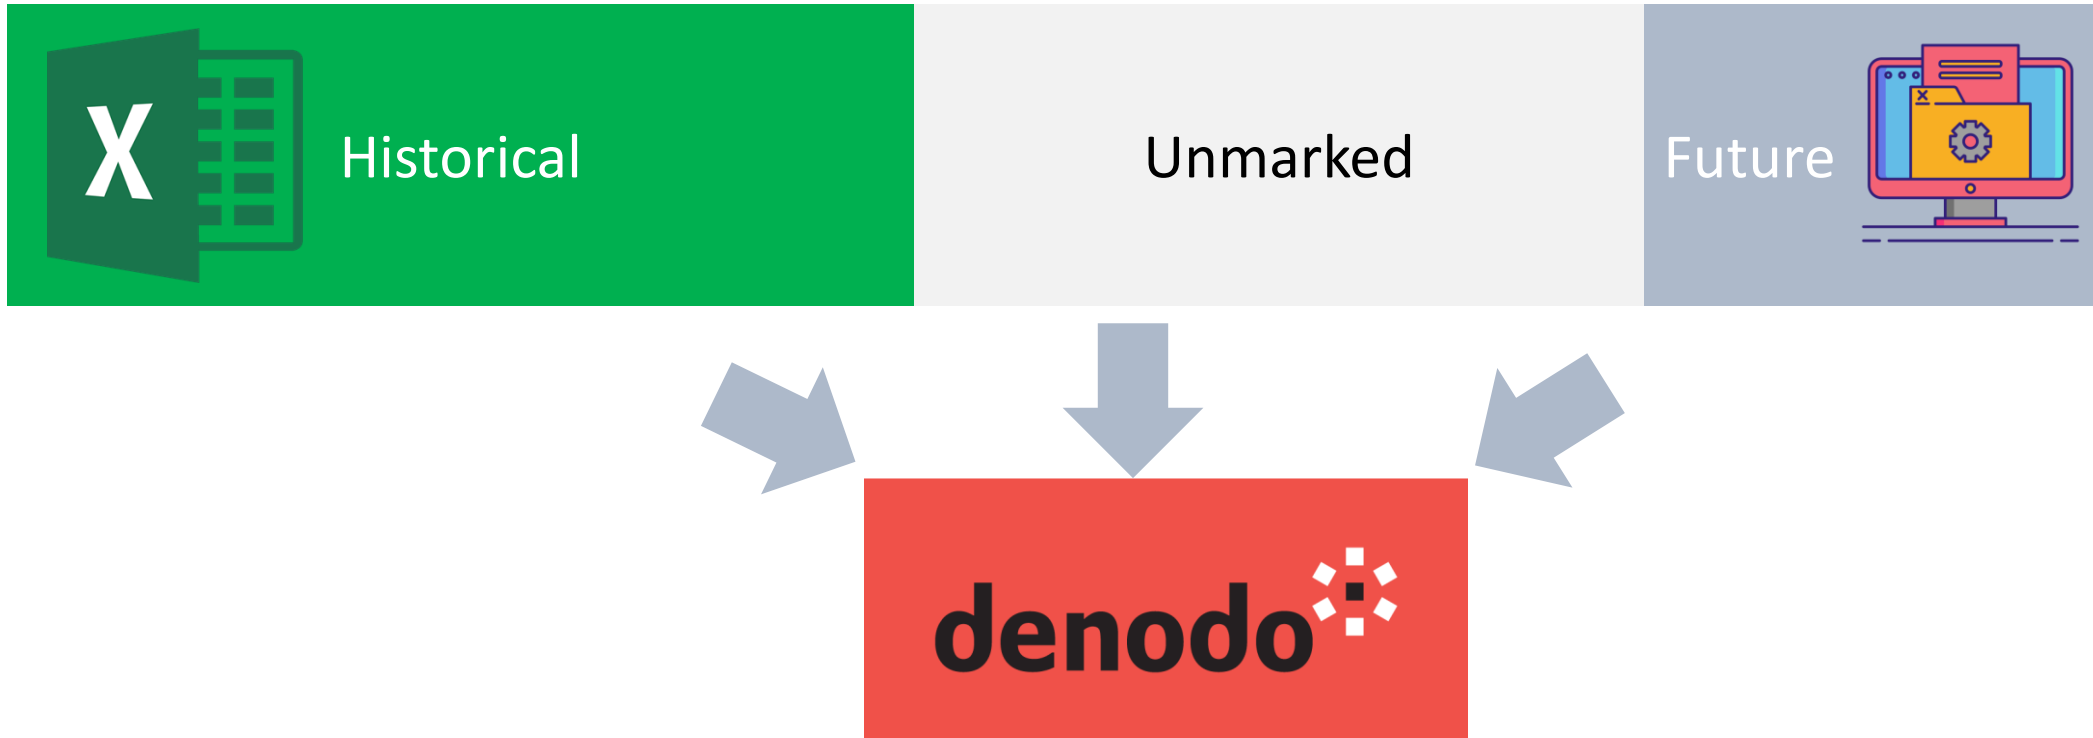 X
Historical
Unmarked
Future
denodo